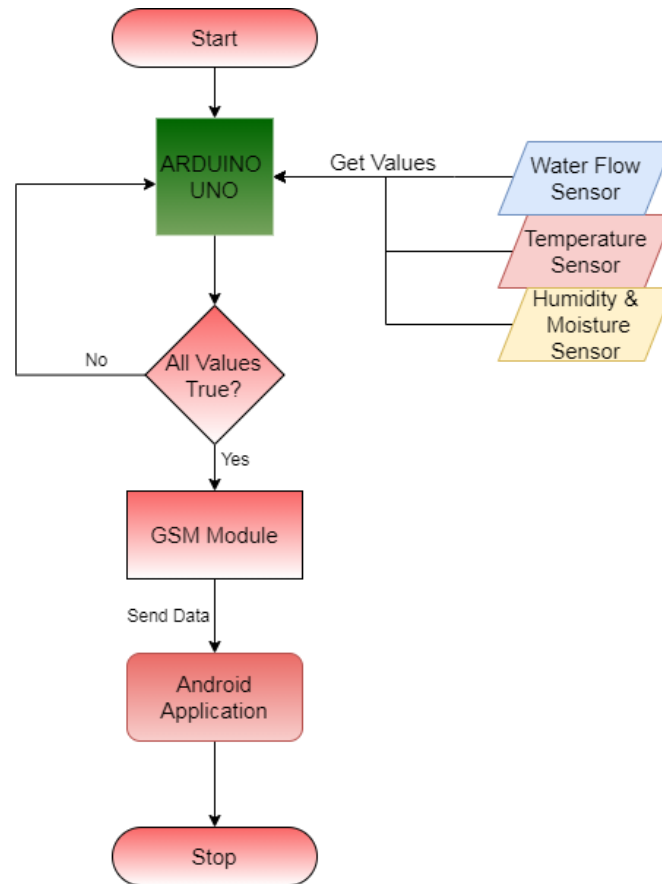 Start
ARDUINO
UNO
Get Values
Water Flow
Sensor
Temperature
Sensor
Humidity &
Moisture
Sensor
No
All Values
True?
Yes
GSM Module
Send Data
Android
Application
Stop